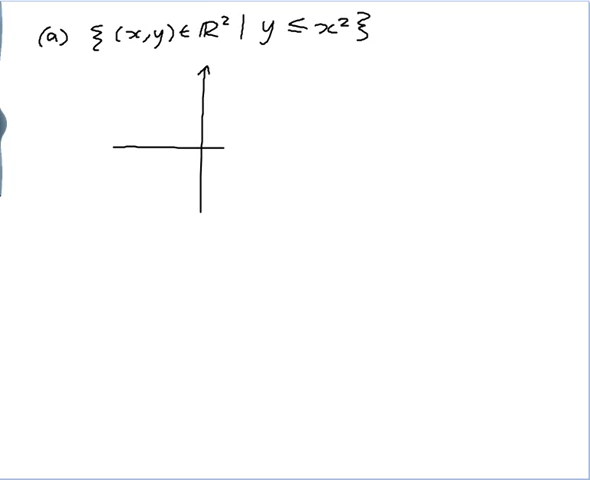 (a) { (x,y) ∈ ℝ² | y ≤ x² }